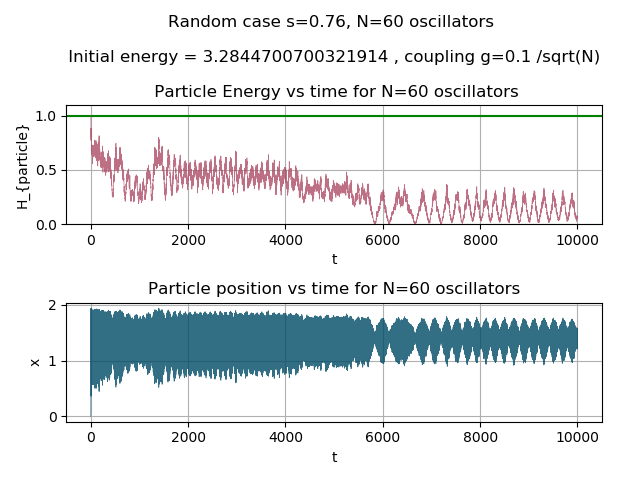 Random case s=0.76, N=60 oscillators
Initial energy = 3.2844700700321914 , coupling g=0.1 /sqrt(N)
Particle Energy vs time for N=60 oscillators
H_{particle}
1.0
0.5
0.0
0 2000 4000 6000 8000 10000
t
Particle position vs time for N=60 oscillators
x
2
1
0
0 2000 4000 6000 8000 10000
t